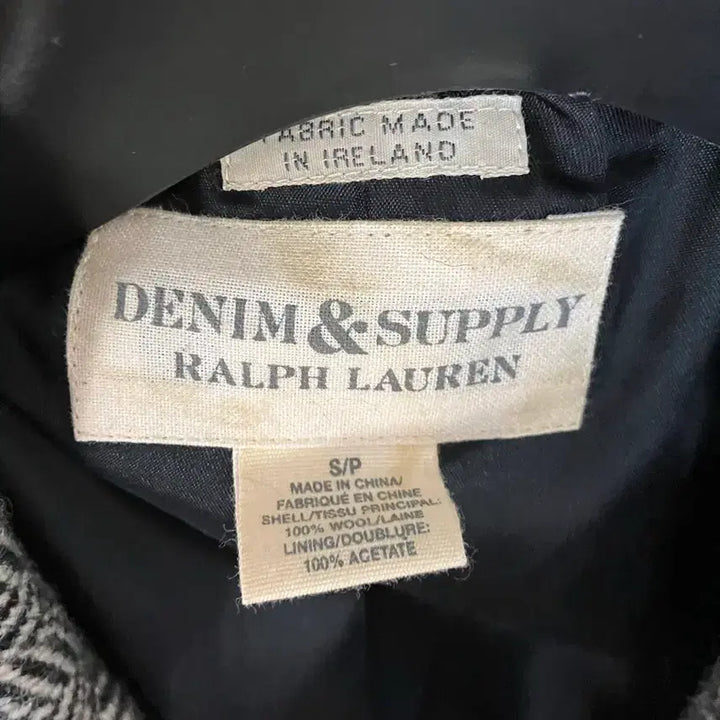 FABRIC MADE
IN IRELAND
DENIM & SUPPLY
RALPH LAUREN
S/P
MADE IN CHINA/
FABRIQUÉ EN CHINE
SHELL/TISSU PRINCIPAL:
100% WOOL/LAINE
LINING/DOUBLURE:
100% ACETATE